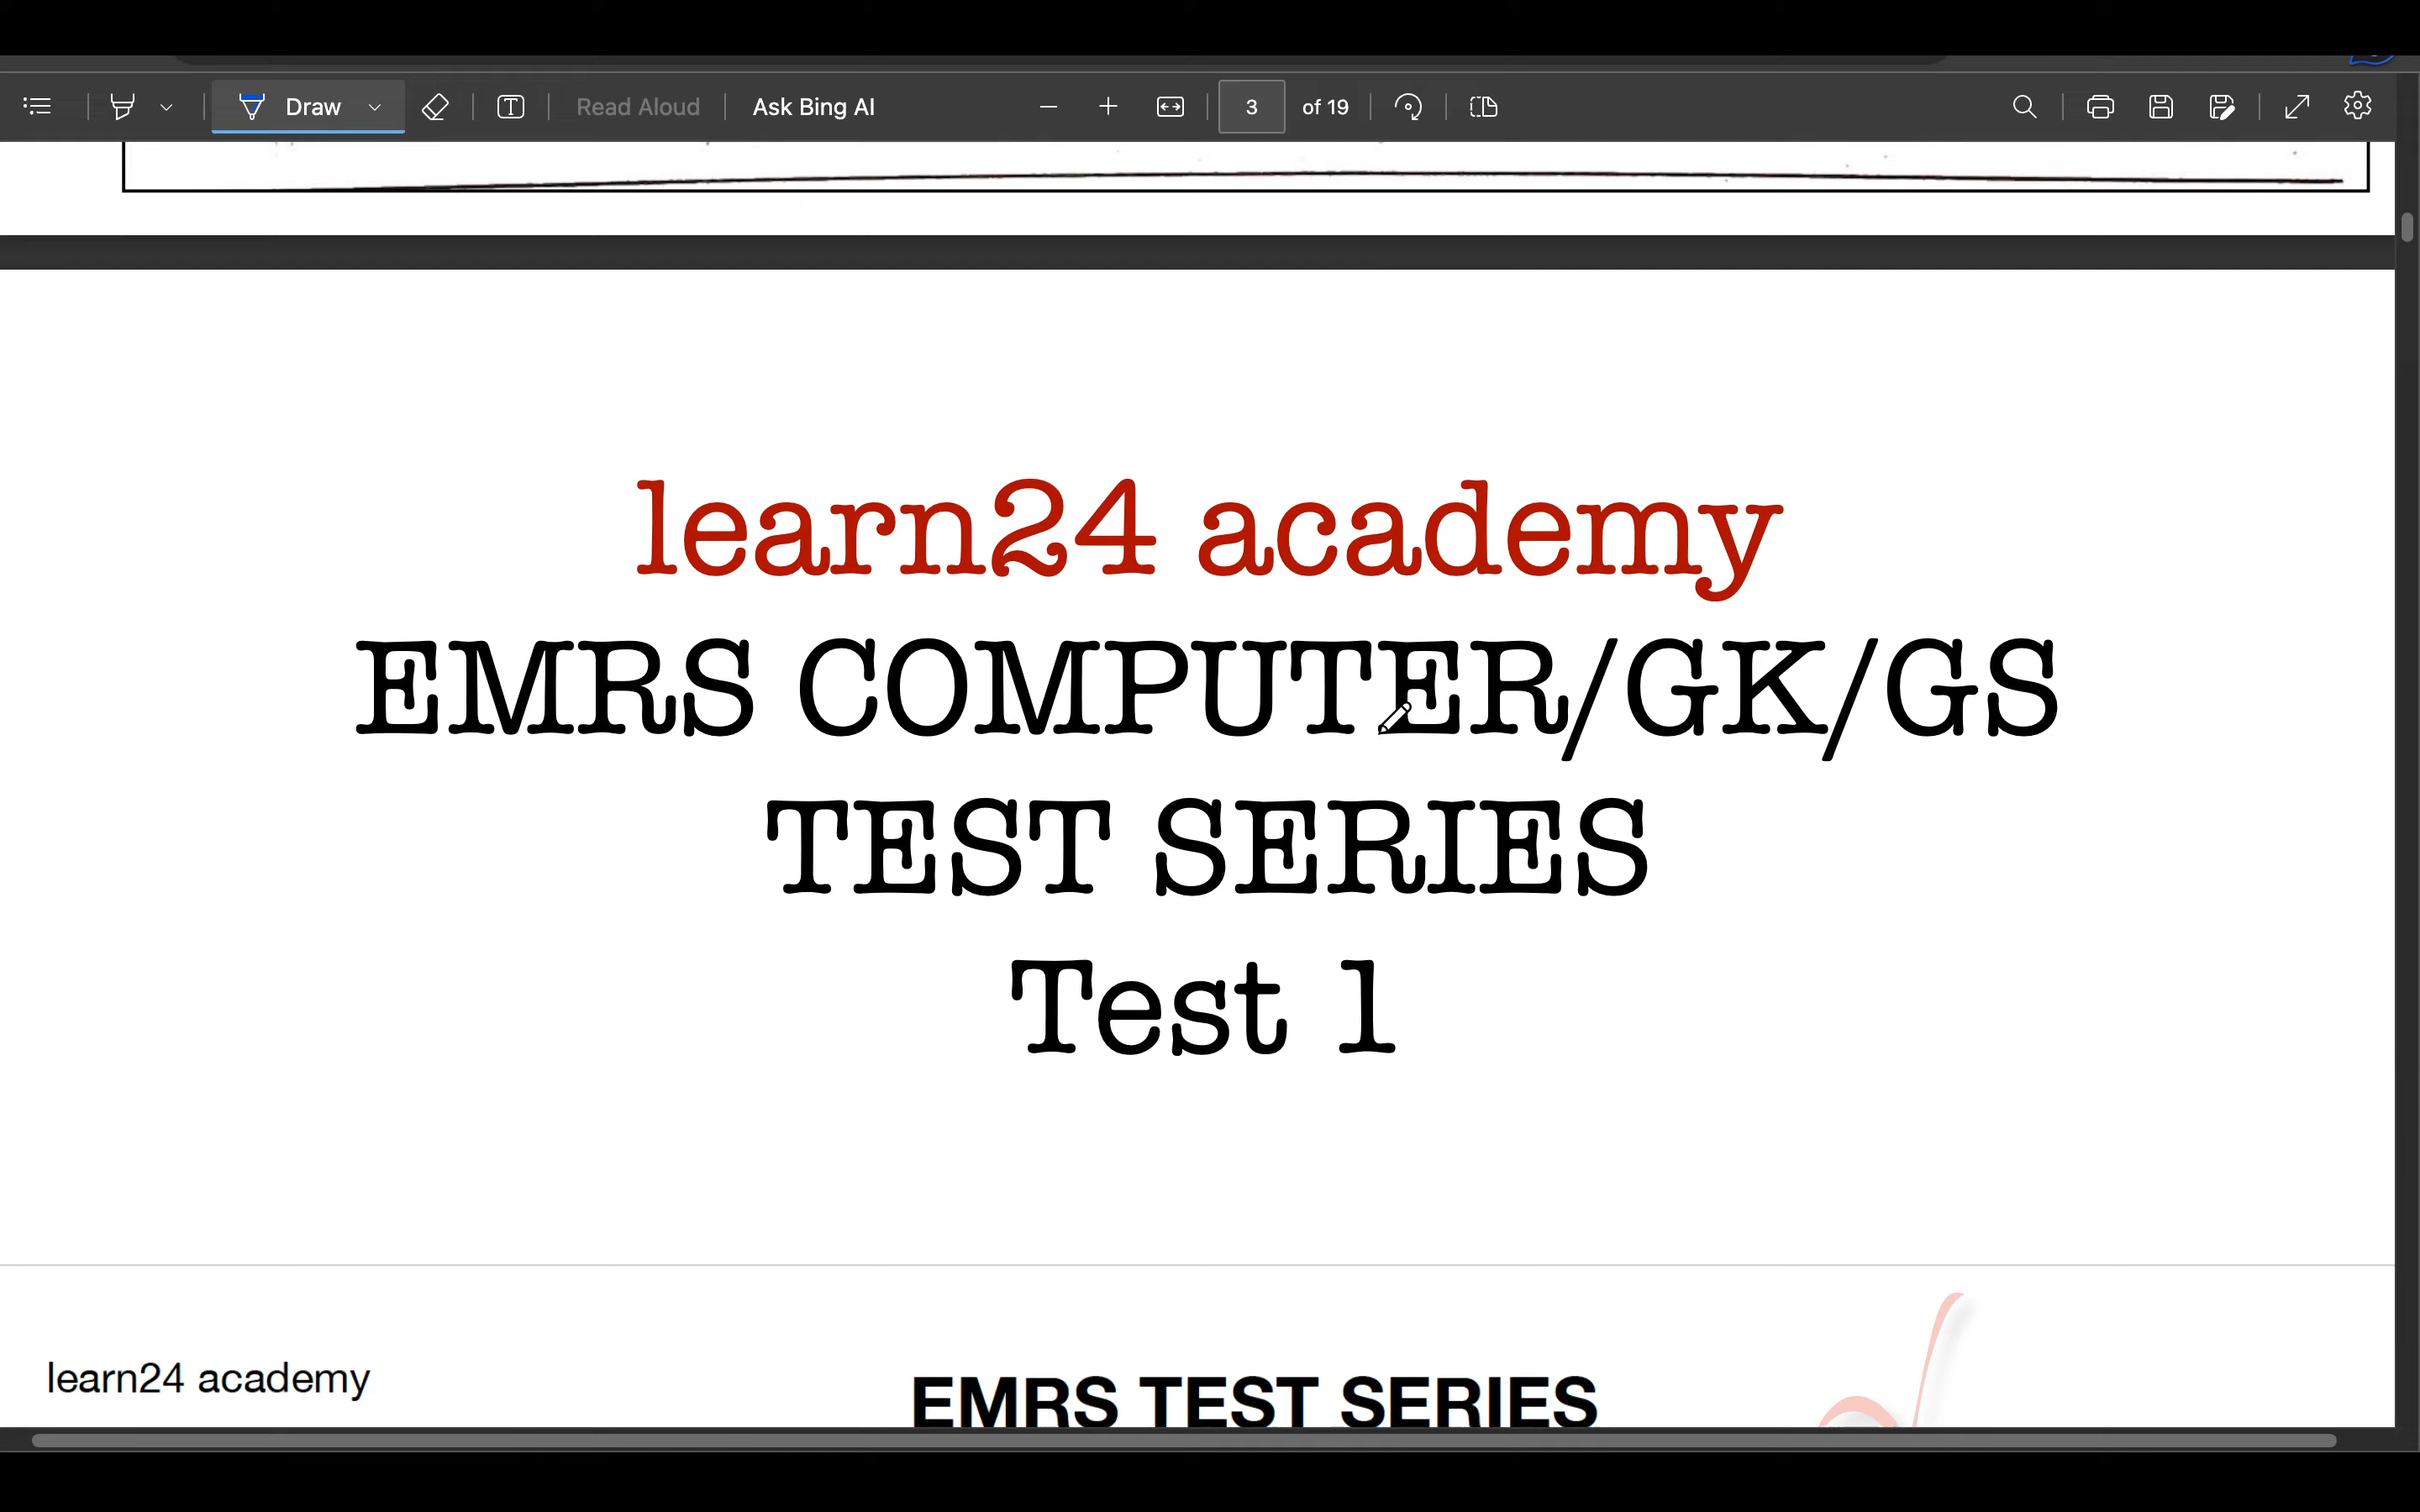 Draw
Read Aloud
Ask Bing AI
3 of 19
learn24 academy
EMRS COMPUTER/GK/GS
TEST SERIES
Test 1
learn24 academy
EMRS TEST SERIES